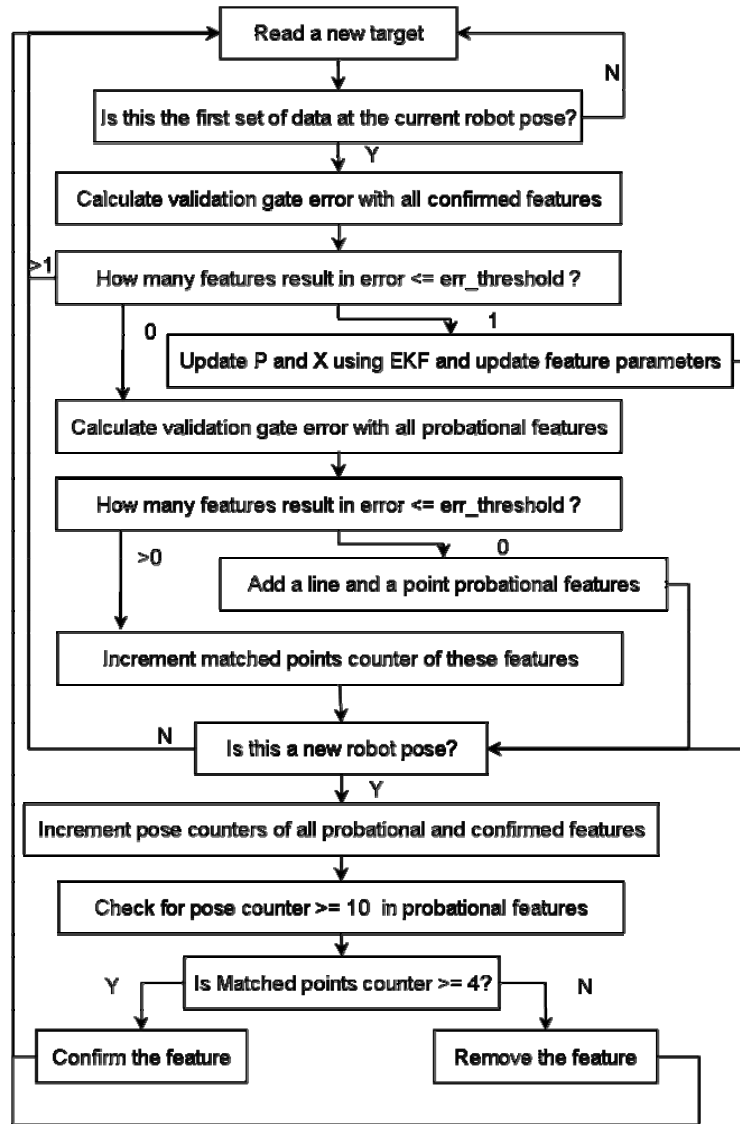 Read a new target
N
Is this the first set of data at the current robot pose?
Y
Calculate validation gate error with all confirmed features
>1
How many features result in error <= err_threshold ?
0
1
Update P and X using EKF and update feature parameters
Calculate validation gate error with all probational features
How many features result in error <= err_threshold ?
>0
0
Add a line and a point probational features
Increment matched points counter of these features
N
Is this a new robot pose?
Y
Increment pose counters of all probational and confirmed features
Check for pose counter >= 10 in probational features
Y
Is Matched points counter >= 4?
N
Confirm the feature
Remove the feature